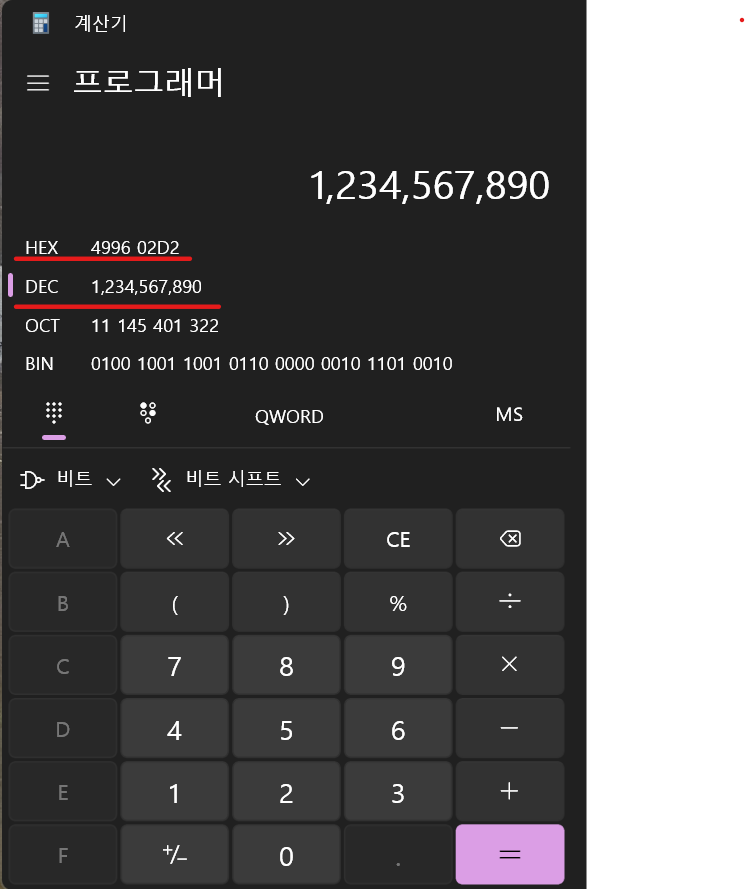 계산기
프로그래머
1,234,567,890
HEX 4996 02D2
DEC 1,234,567,890
OCT 11 145 401 322
BIN 0100 1001 1001 0110 0000 0010 1101 0010
QWORD MS
비트 비트 시프트
A « » CE
B ( ) % ÷
C 7 8 9 ×
D 4 5 6 −
E 1 2 3 +
F +/− 0 . =